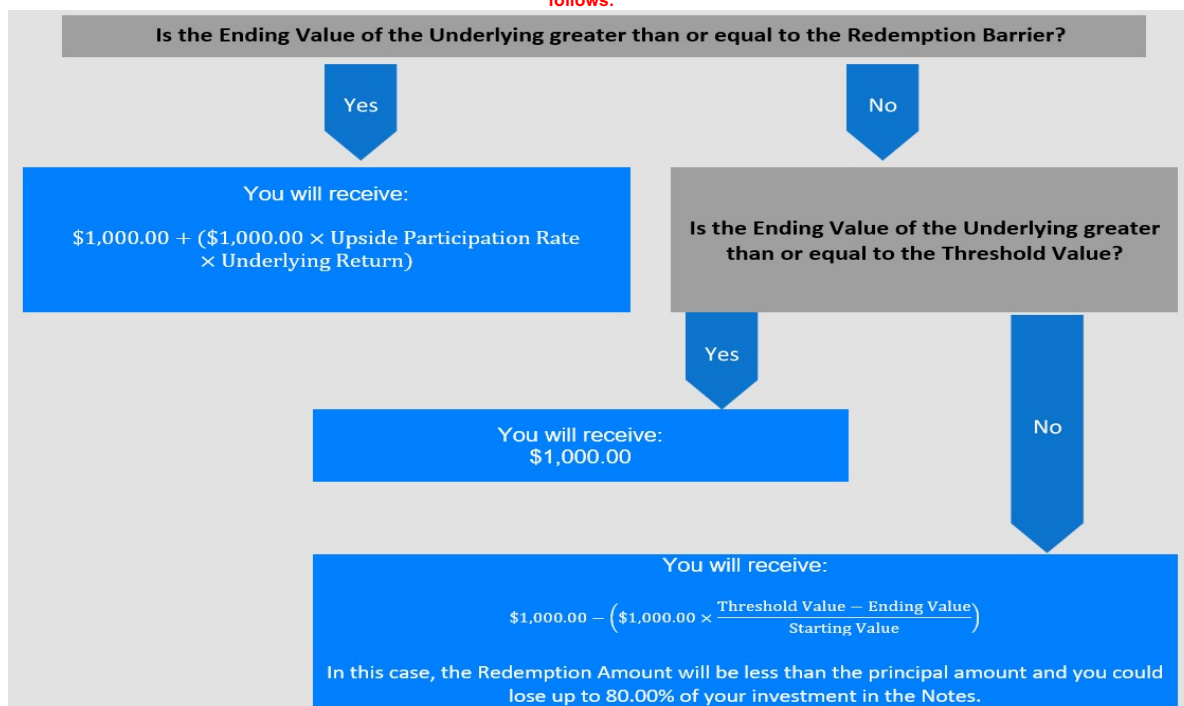 follows:
Is the Ending Value of the Underlying greater than or equal to the Redemption Barrier?
Yes
No
You will receive:
$1,000.00 + ($1,000.00 × Upside Participation Rate
× Underlying Return)
Is the Ending Value of the Underlying greater
than or equal to the Threshold Value?
Yes
No
You will receive:
$1,000.00
You will receive:
$1,000.00 − ($1,000.00 × Threshold Value − Ending Value
Starting Value)
In this case, the Redemption Amount will be less than the principal amount and you could
lose up to 80.00% of your investment in the Notes.